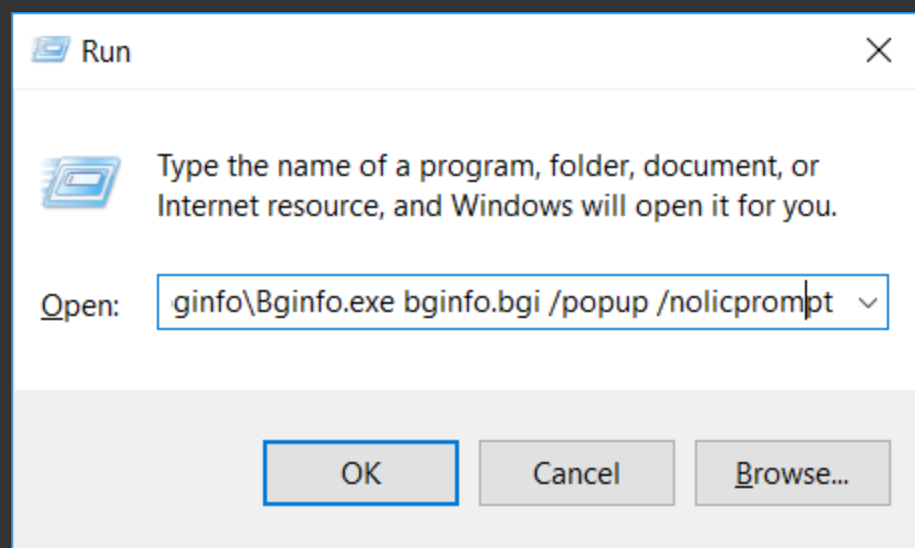 Run
Type the name of a program, folder, document, or
Internet resource, and Windows will open it for you.
Open: ginfo\Bginfo.exe bginfo.bgi /popup /nolicprompt
OK Cancel Browse...